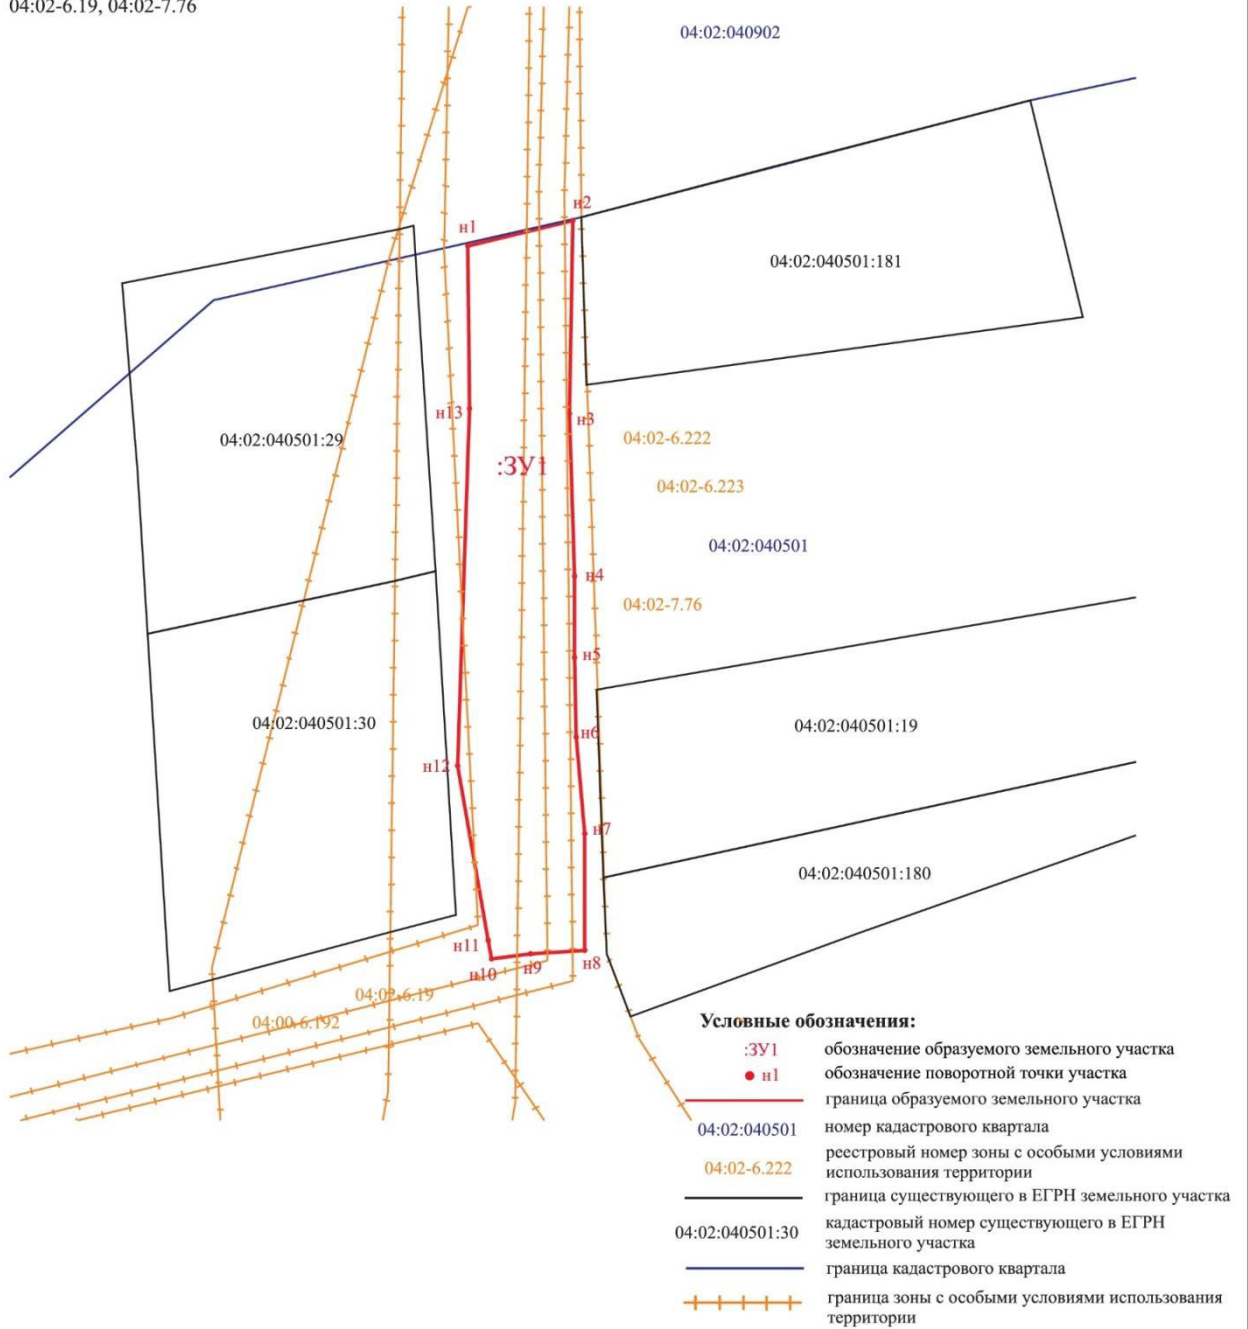 04:02-6.19, 04:02-7.76
04:02:040902
н2
н1
04:02:040501:181
н13
н3
04:02:040501:29
04:02-6.222
:ЗУ1
04:02-6.223
04:02:040501
н4
04:02-7.76
н5
04:02:040501:30
04:02:040501:19
н6
н12
н7
04:02:040501:180
н11
н8
н10
н9
04:02-6.19
04:00-6.192
Условные обозначения:
:ЗУ1 обозначение образуемого земельного участка
н1 обозначение поворотной точки участка
граница образуемого земельного участка
04:02:040501 номер кадастрового квартала
04:02-6.222 реестровый номер зоны с особыми условиями
использования территории
граница существующего в ЕГРН земельного участка
04:02:040501:30 кадастровый номер существующего в ЕГРН
земельного участка
граница кадастрового квартала
граница зоны с особыми условиями использования
территории